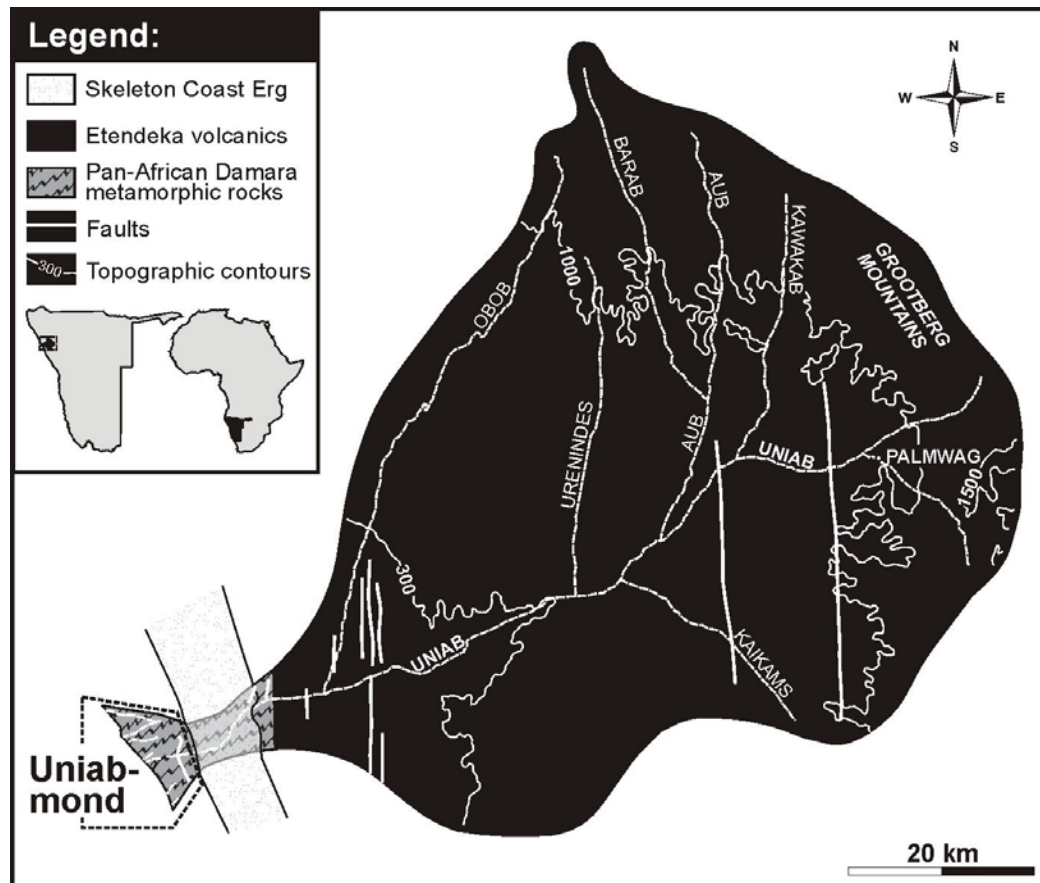 Legend:
Skeleton Coast Erg
Etendeka volcanics
Pan-African Damara
metamorphic rocks
Faults
300
Topographic contours
N
W
E
S
BARAB
AUB
KAWAKAB
GROOTBERG
MOUNTAINS
1000
OBOB
URENINDES
AUB
UNIAB
PALMWAG
1500
300
UNIAB
KAIKAMS
Uniab-
mond
20 km